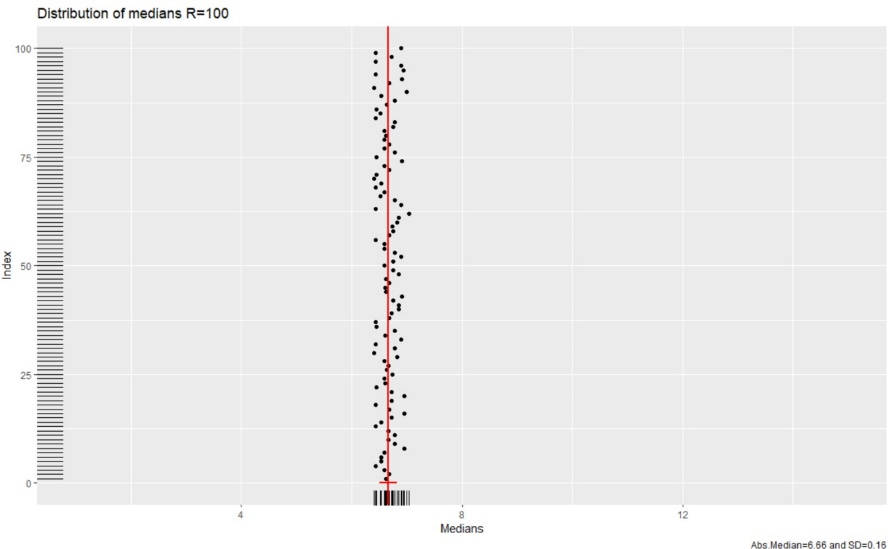 Distribution of medians R=100
100
75
50
25
0
Index
4 8 12
Medians
Abs.Median=6.66 and SD=0.16